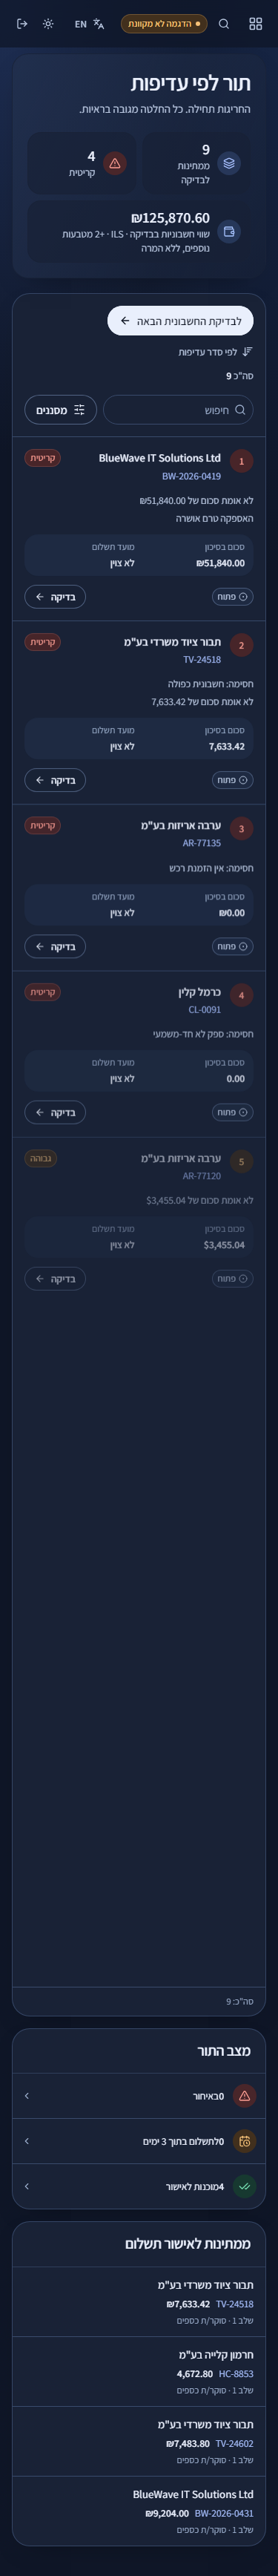 הדגמה לא מקוונת
EN
תור לפי עדיפות
החריגות תחילה. כל החלטה מגובה בראיות.
9
ממתינות לבדיקה
4
קריטית
₪125,870.60
שווי חשבוניות בבדיקה · ILS · +2 מטבעות נוספים, ללא המרה
לבדיקת החשבונית הבאה
לפי סדר עדיפות
סה"כ 9
חיפוש
מסננים
1
BlueWave IT Solutions Ltd
קריטית
BW-2026-0419
לא אומת סכום של ₪51,840.00
האספקה טרם אושרה
סכום בסיכון
מועד תשלום
₪51,840.00
לא צוין
פתוח
בדיקה
2
תבור ציוד משרדי בע"מ
קריטית
TV-24518
חסימה: חשבונית כפולה
לא אומת סכום של 7,633.42
סכום בסיכון
מועד תשלום
7,633.42
לא צוין
פתוח
בדיקה
3
ערבה אריזות בע"מ
קריטית
AR-77135
חסימה: אין הזמנת רכש
סכום בסיכון
מועד תשלום
₪0.00
לא צוין
פתוח
בדיקה
4
כרמל קלין
קריטית
CL-0091
חסימה: ספק לא חד-משמעי
סכום בסיכון
מועד תשלום
0.00
לא צוין
פתוח
בדיקה
5
ערבה אריזות בע"מ
גבוהה
AR-77120
לא אומת סכום של $3,455.04
סכום בסיכון
מועד תשלום
$3,455.04
לא צוין
פתוח
בדיקה
סה"כ: 9
מצב התור
0באיחור
0לתשלום בתוך 3 ימים
4מוכנות לאישור
ממתינות לאישור תשלום
תבור ציוד משרדי בע"מ
TV-24518 ₪7,633.42
שלב 1 · סוקר/ת כספים
חרמון קלייה בע"מ
HC-8853 4,672.80
שלב 1 · סוקר/ת כספים
תבור ציוד משרדי בע"מ
TV-24602 ₪7,483.80
שלב 1 · סוקר/ת כספים
BlueWave IT Solutions Ltd
BW-2026-0431 ₪9,204.00
שלב 1 · סוקר/ת כספים